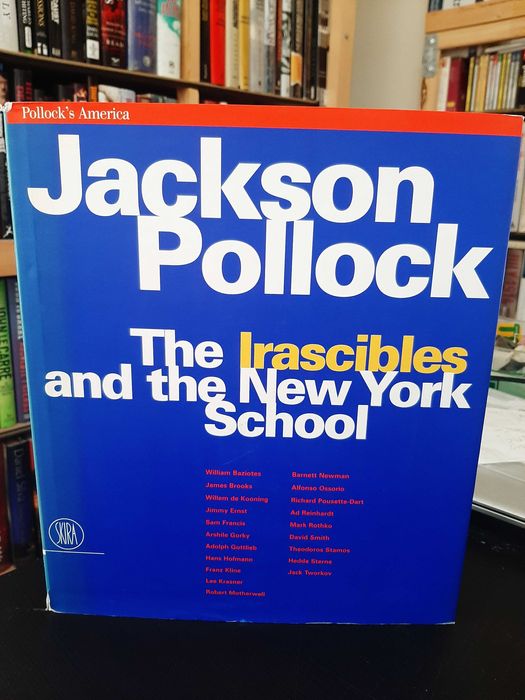 Pollock's America
Jackson
Pollock
The Irascibles
and the New York
School
William Baziotes
James Brooks
Willem de Kooning
Jimmy Ernst
Sam Francis
Arshile Gorky
Adolph Gottlieb
Hans Hofmann
Franz Kline
Lee Krasner
Robert Motherwell
Barnett Newman
Alfonso Ossorio
Richard Pousette-Dart
Ad Reinhardt
Mark Rothko
David Smith
Theodoros Stamos
Hedda Sterne
Jack Tworkov
SKIRA